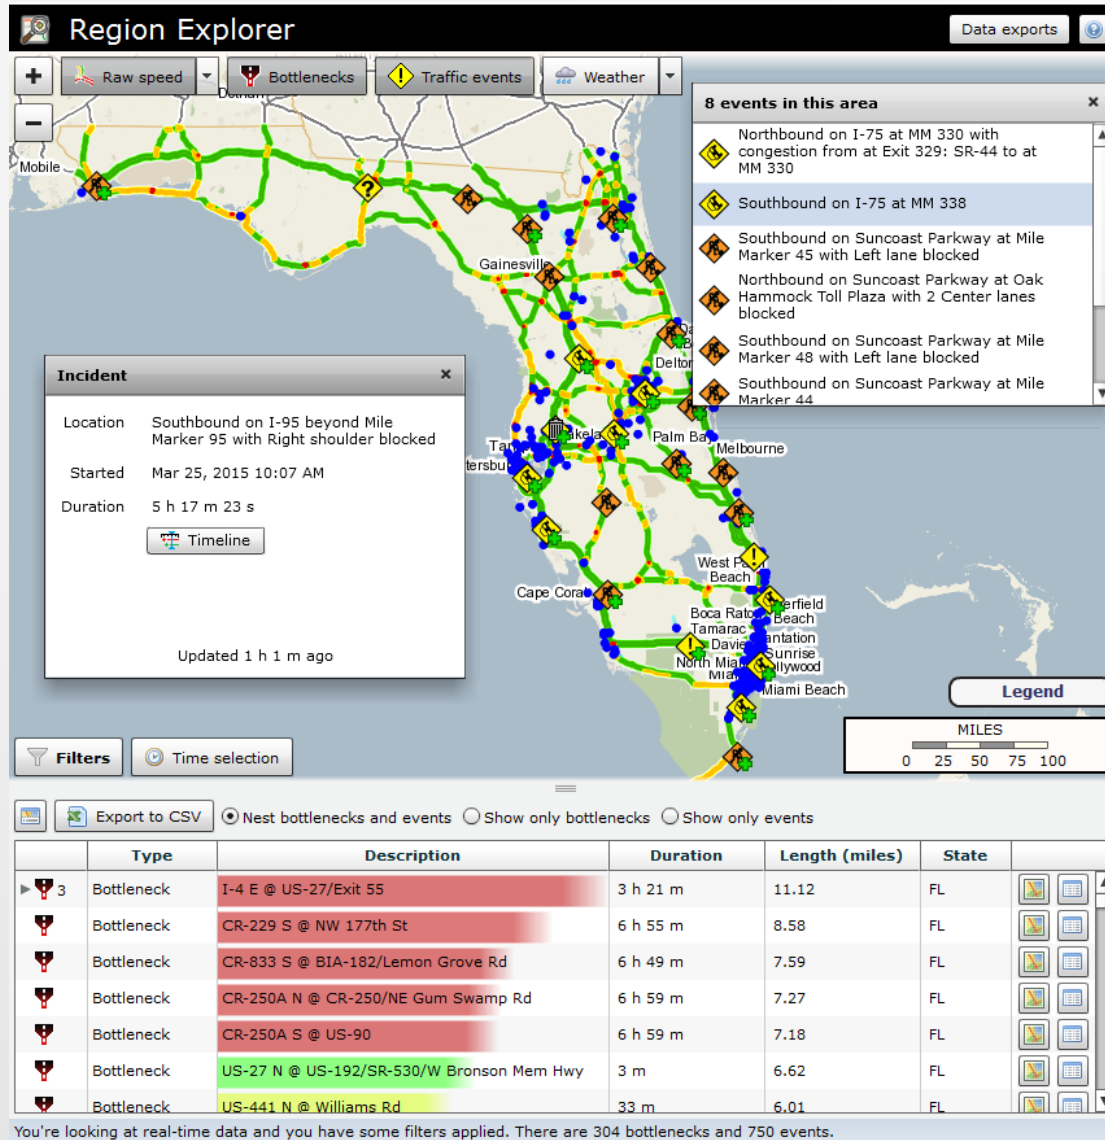 Region Explorer
Data exports
Raw speed
Bottlenecks
Traffic events
Weather
8 events in this area
Northbound on I-75 at MM 330 with
congestion from at Exit 329: SR-44 to at
MM 330
Southbound on I-75 at MM 338
Southbound on Suncoast Parkway at Mile
Marker 45 with Left lane blocked
Northbound on Suncoast Parkway at Oak
Hammock Toll Plaza with 2 Center lanes
blocked
Southbound on Suncoast Parkway at Mile
Marker 48 with Left lane blocked
Southbound on Suncoast Parkway at Mile
Marker 44
Mobile
Gainesville
Palm Bay
Melbourne
West Palm
Beach
Cape Coral
Boca Raton
erfield
Beach
Tamarac
Davie
antation
Sunrise
North Miami
llywood
Miami Beach
Incident
Location Southbound on I-95 beyond Mile
Marker 95 with Right shoulder blocked
Started Mar 25, 2015 10:07 AM
Duration 5 h 17 m 23 s
Timeline
Updated 1 h 1 m ago
Legend
MILES
0 25 50 75 100
Filters
Time selection
Export to CSV Nest bottlenecks and events Show only bottlenecks Show only events
Type Description Duration Length (miles) State
3 Bottleneck I-4 E @ US-27/Exit 55 3 h 21 m 11.12 FL
Bottleneck CR-229 S @ NW 177th St 6 h 55 m 8.58 FL
Bottleneck CR-833 S @ BIA-182/Lemon Grove Rd 6 h 49 m 7.59 FL
Bottleneck CR-250A N @ CR-250/NE Gum Swamp Rd 6 h 59 m 7.27 FL
Bottleneck CR-250A S @ US-90 6 h 59 m 7.18 FL
Bottleneck US-27 N @ US-192/SR-530/W Bronson Mem Hwy 3 m 6.62 FL
Bottleneck US-441 N @ Williams Rd 33 m 6.01 FL
You're looking at real-time data and you have some filters applied. There are 304 bottlenecks and 750 events.